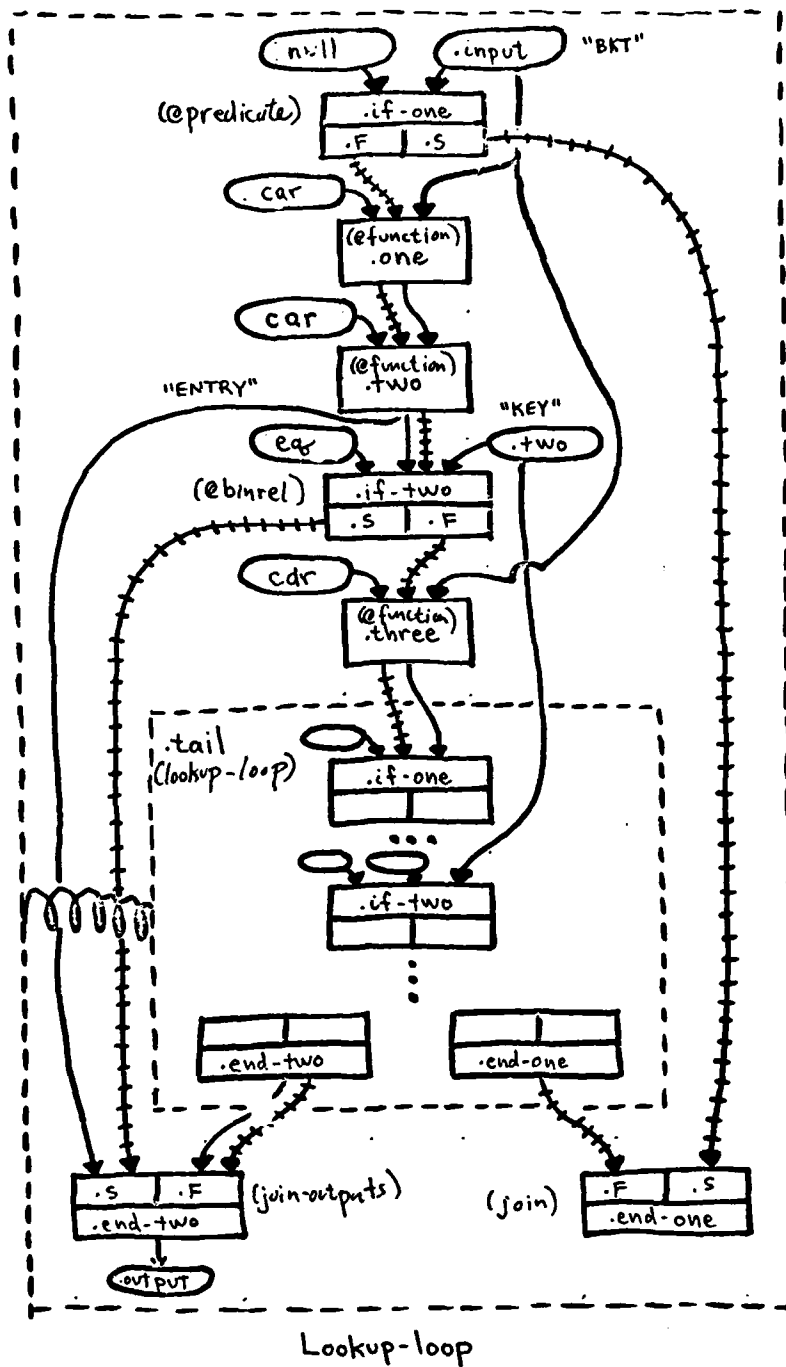 null
.input
"BKT"
(@predicate)
.if-one
.F
.S
.car
(@function)
.one
car
(@function)
.two
"ENTRY"
"KEY"
eq
.two
(@binrel)
.if-two
.S
.F
cdr
(@function)
.three
.tail
(lookup-loop)
.if-one
.if-two
.end-two
.end-one
.S
.F
(join-outputs)
.end-two
(join)
.F
.S
.end-one
.output
Lookup-loop